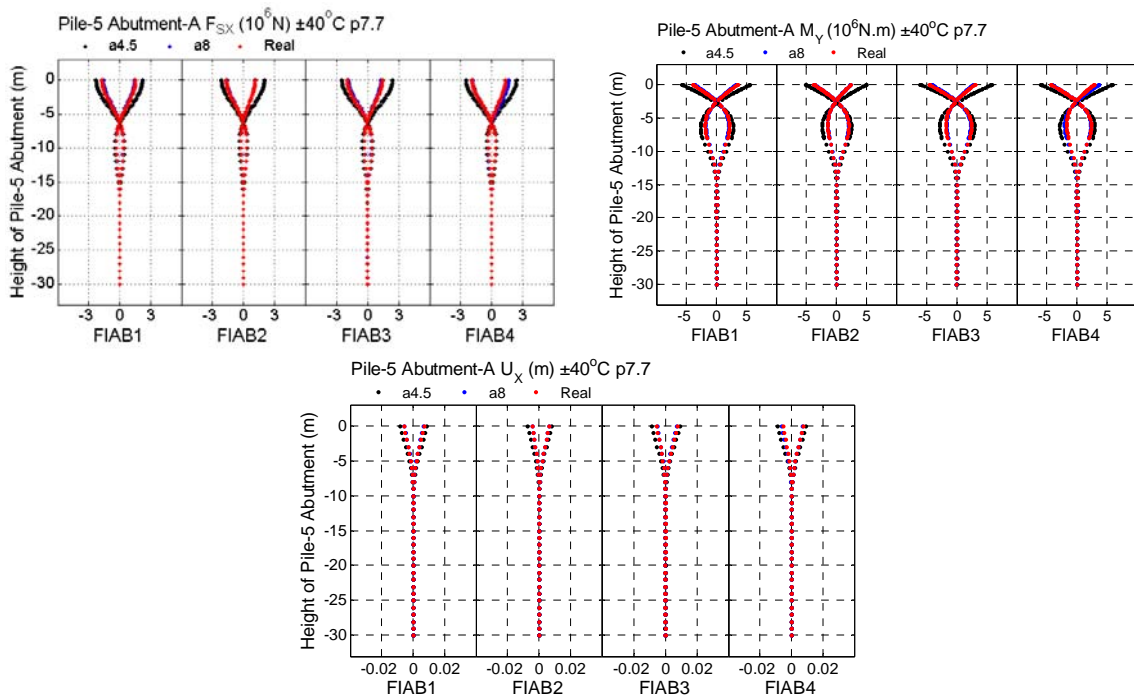 Pile-5 Abutment-A F_SX (10^6N) ±40°C p7.7
a4.5 a8 Real
Height of Pile-5 Abutment (m)
0
-5
-10
-15
-20
-25
-30
-3 0 3 -3 0 3 -3 0 3 -3 0 3
FIAB1 FIAB2 FIAB3 FIAB4
Pile-5 Abutment-A M_Y (10^6N.m) ±40°C p7.7
a4.5 a8 Real
Height of Pile-5 Abutment (m)
0
-5
-10
-15
-20
-25
-30
-5 0 5 -5 0 5 -5 0 5 -5 0 5
FIAB1 FIAB2 FIAB3 FIAB4
Pile-5 Abutment-A U_X (m) ±40°C p7.7
a4.5 a8 Real
Height of Pile-5 Abutment (m)
0
-5
-10
-15
-20
-25
-30
-0.02 0 0.02 -0.02 0 0.02 -0.02 0 0.02 -0.02 0 0.02
FIAB1 FIAB2 FIAB3 FIAB4